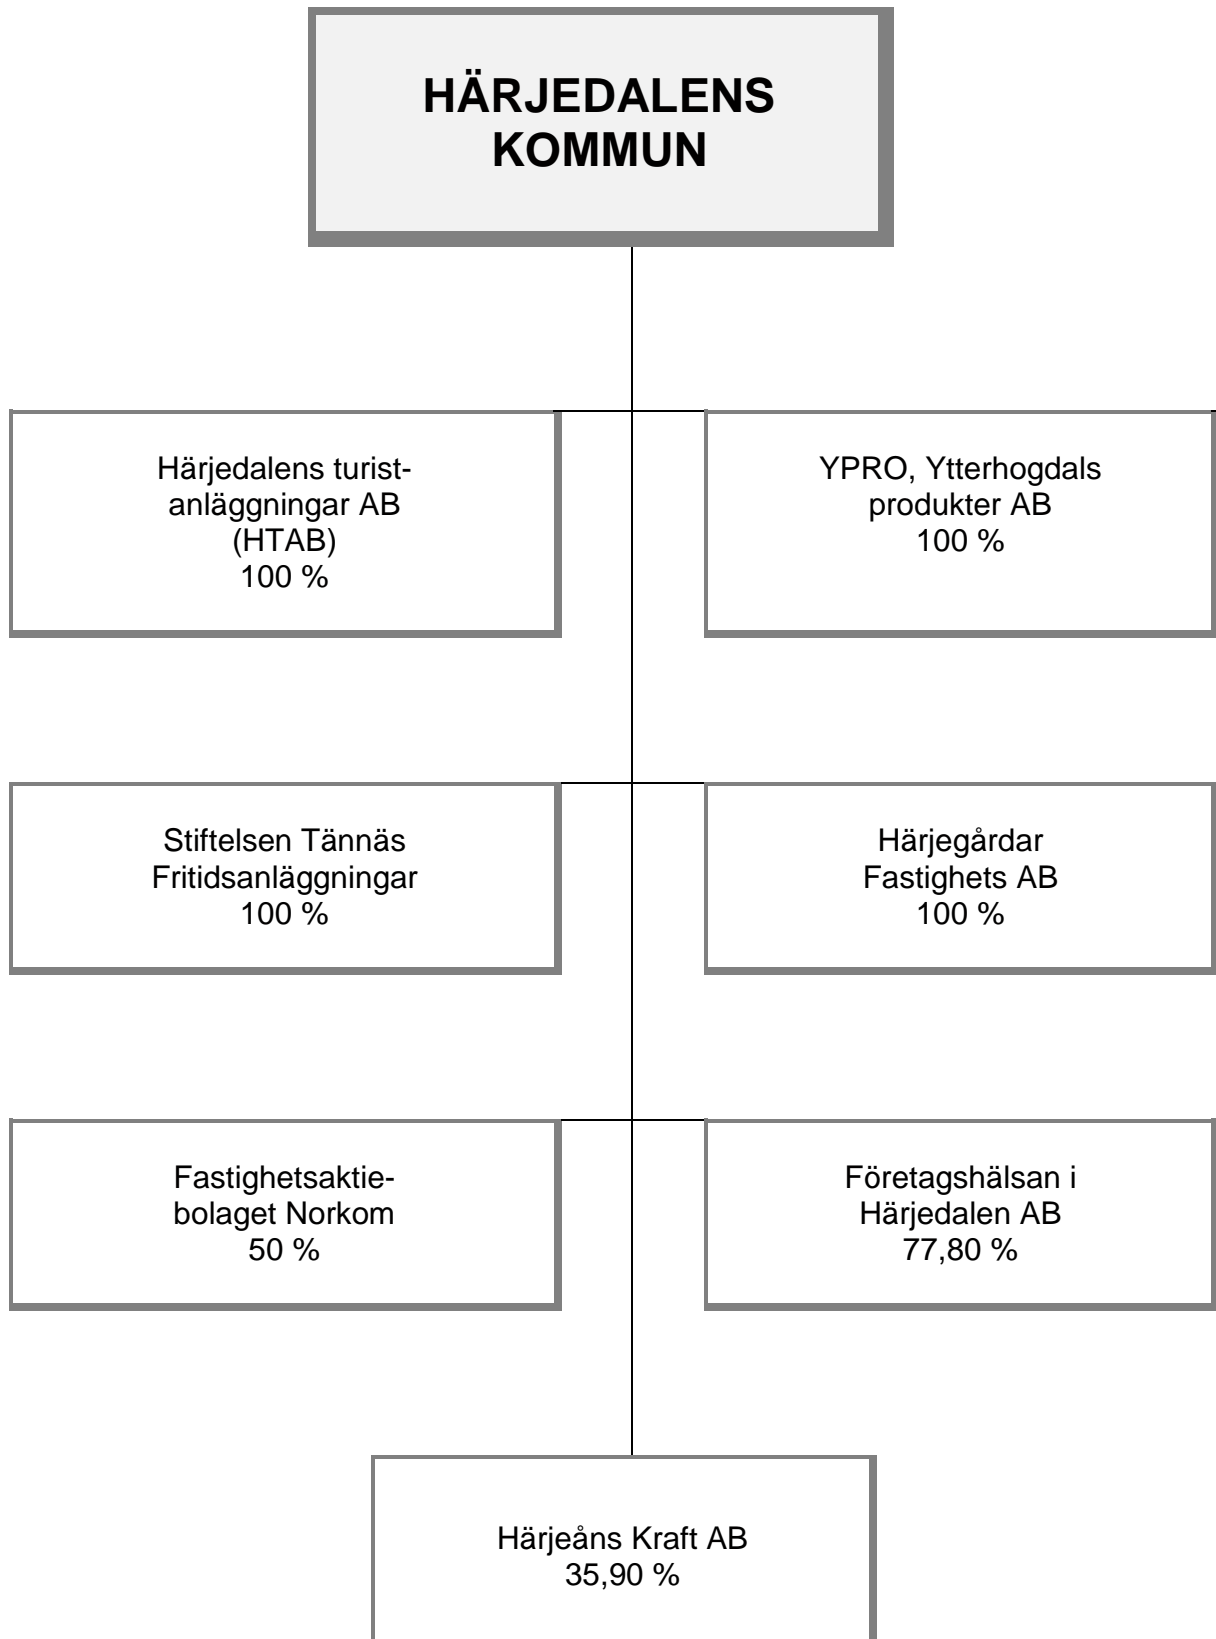 HÄRJEDALENS
KOMMUN
Härjedalens turist-
anläggningar AB
(HTAB)
100 %
YPRO, Ytterhogdals
produkter AB
100 %
Stiftelsen Tännäs
Fritidsanläggningar
100 %
Härjegårdar
Fastighets AB
100 %
Fastighetsaktie-
bolaget Norkom
50 %
Företagshälsan i
Härjedalen AB
77,80 %
Härjeåns Kraft AB
35,90 %